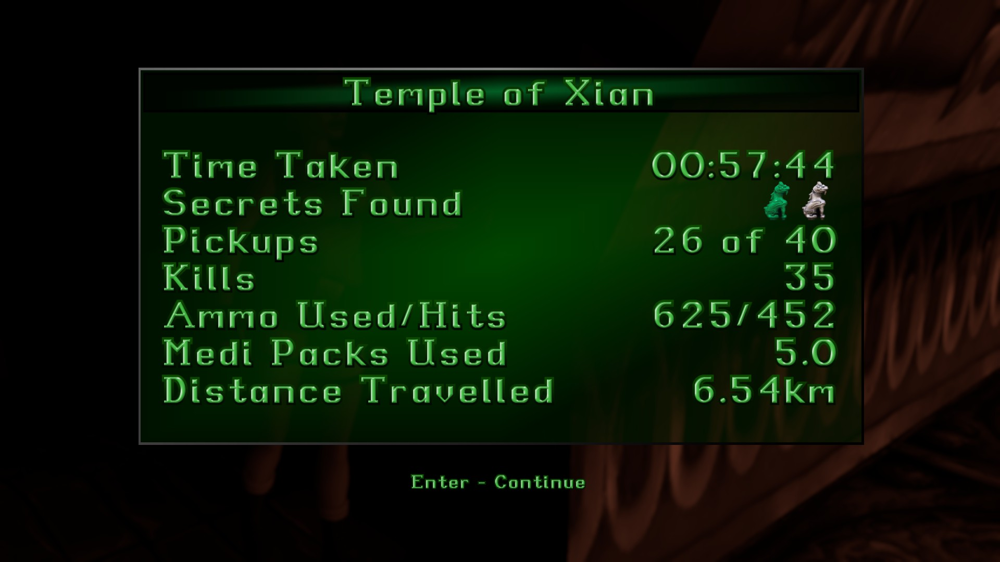 Temple of Xian
Time Taken 00:57:44
Secrets Found
Pickups 26 of 40
Kills 35
Ammo Used/Hits 625/452
Medi Packs Used 5.0
Distance Travelled 6.54km
Enter - Continue